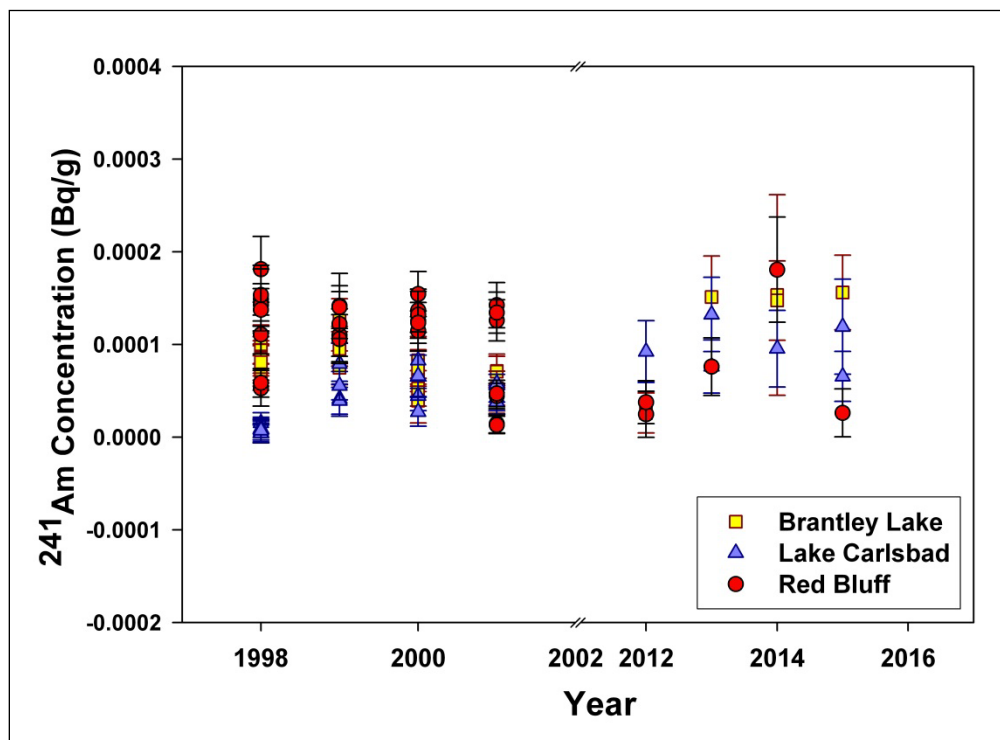 0.0004
0.0003
0.0002
0.0001
0.0000
-0.0001
-0.0002
241Am Concentration (Bq/g)
1998 2000 2002 2012 2014 2016
Year
Brantley Lake
Lake Carlsbad
Red Bluff